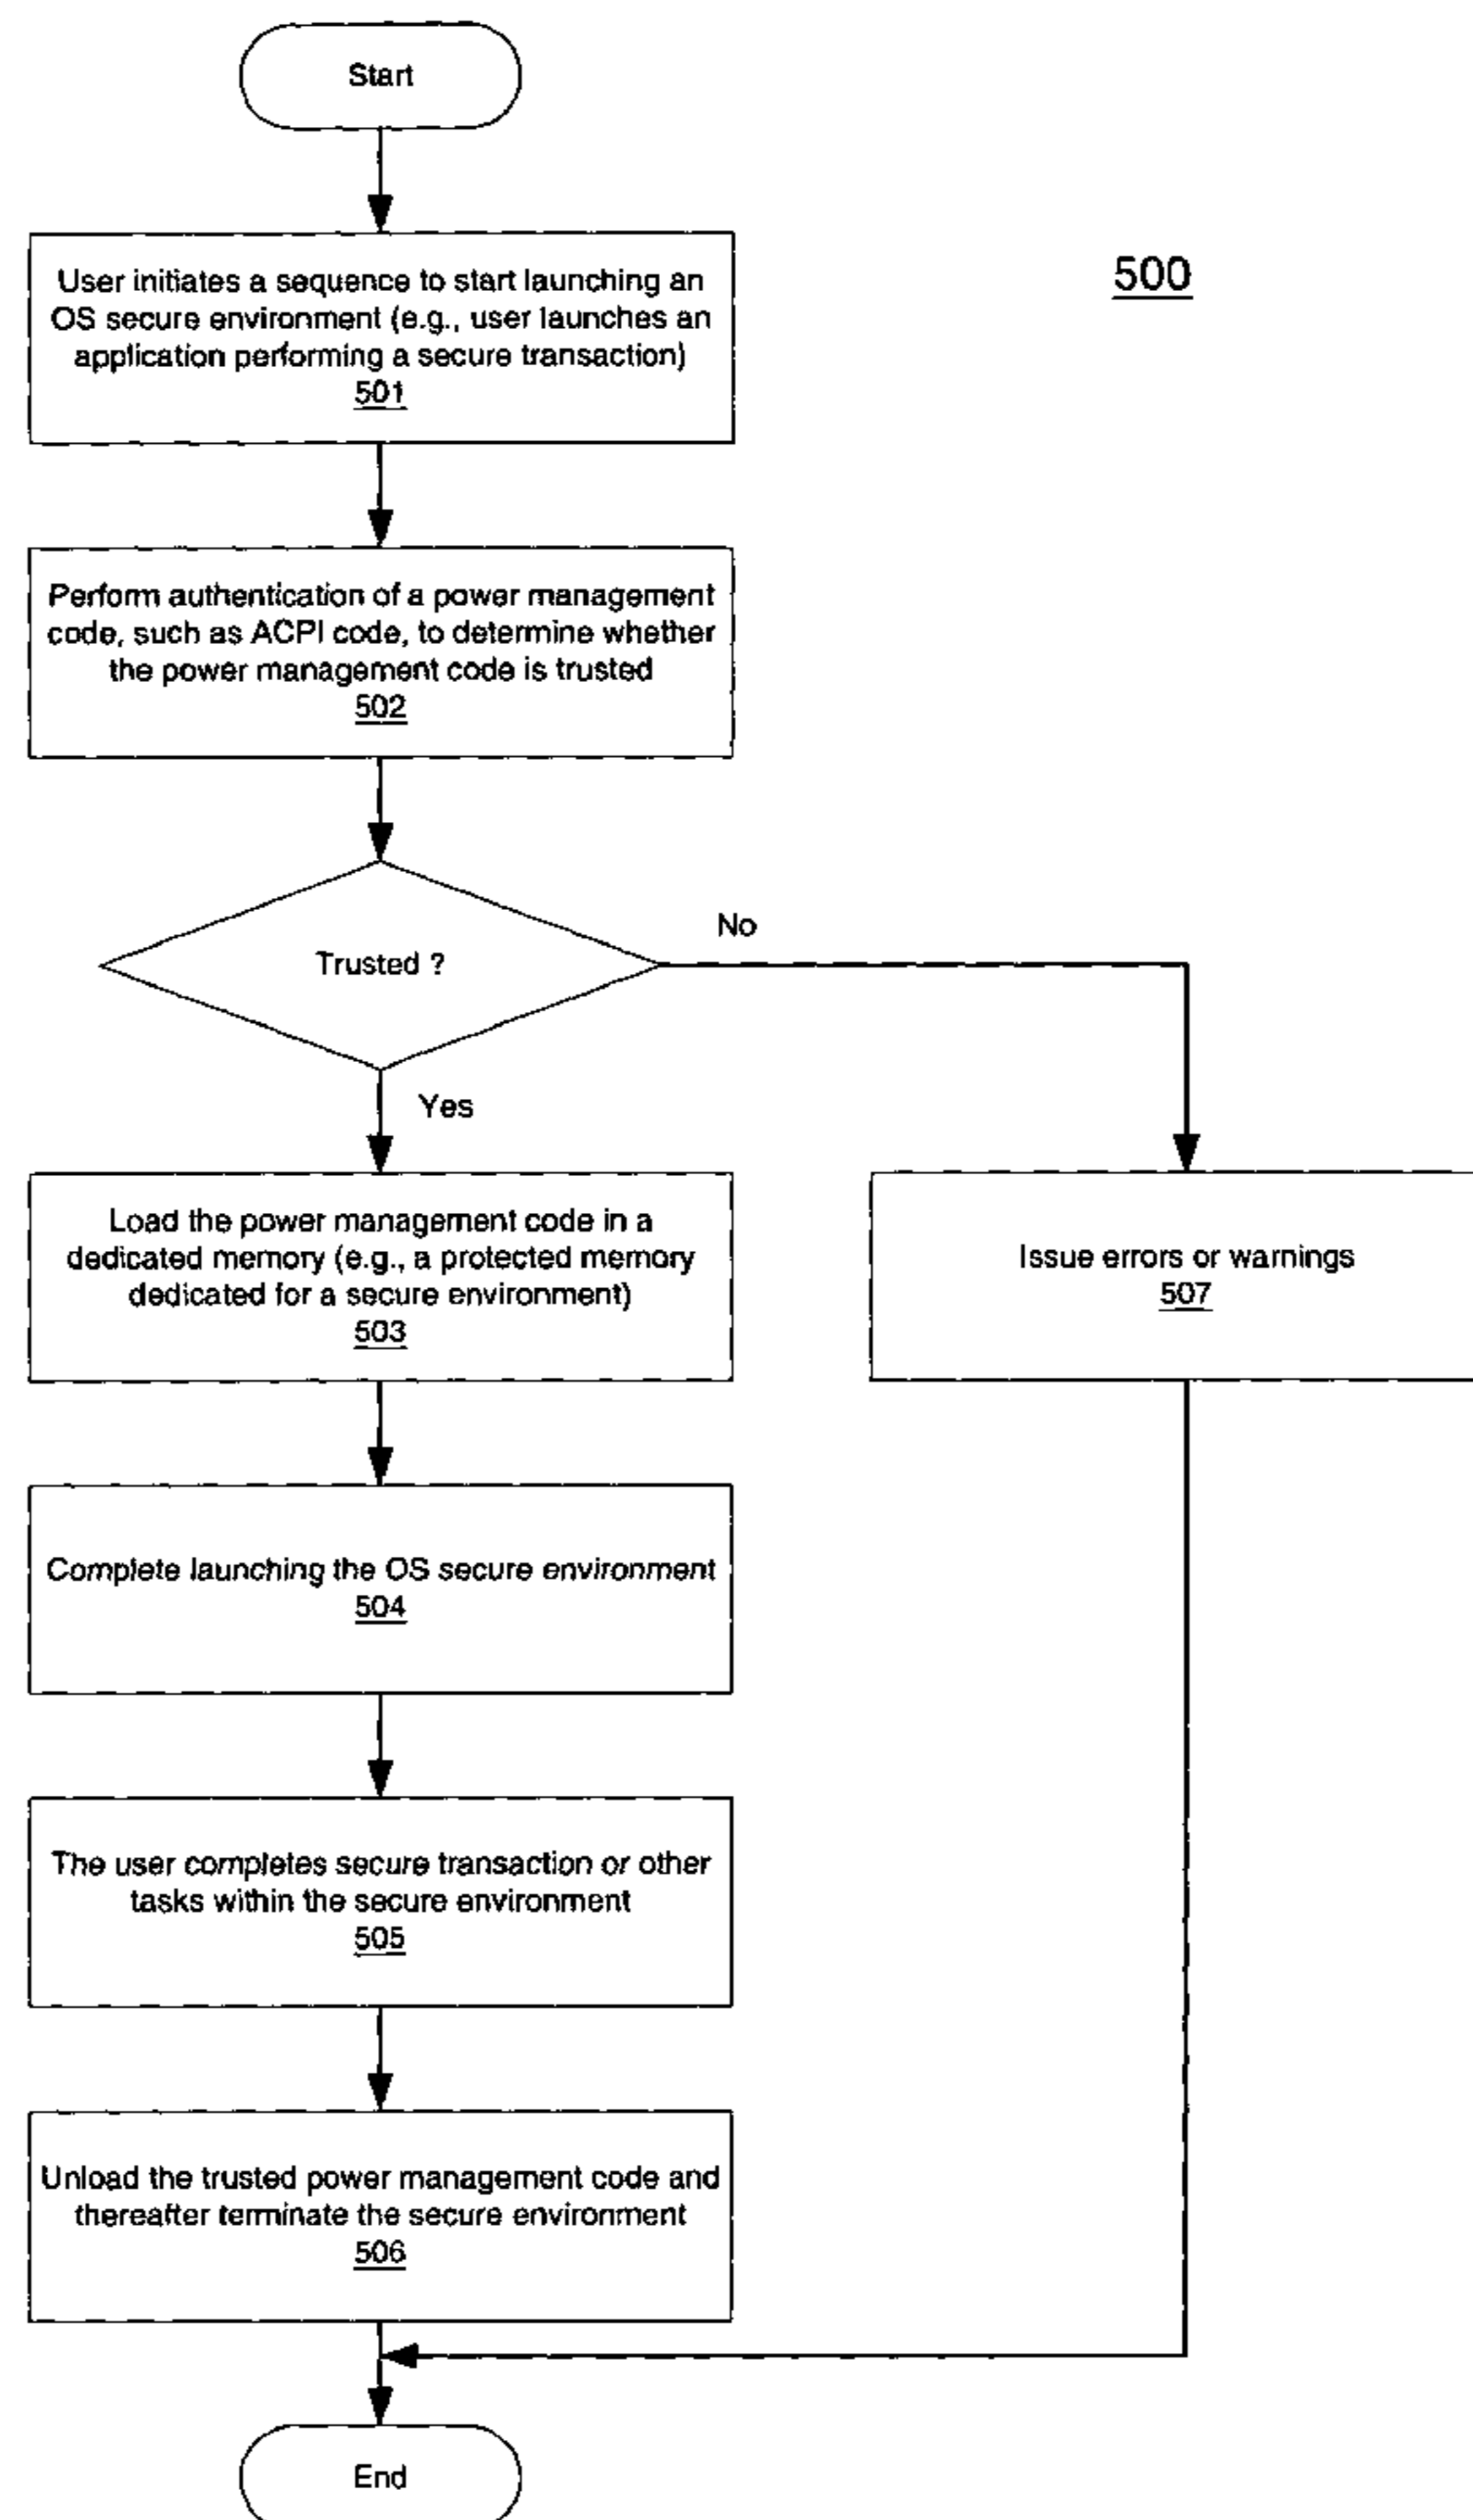 Start
500
User initiates a sequence to start launching an
OS secure environment (e.g., user launches an
application performing a secure transaction)
501
Perform authentication of a power management
code, such as ACPI code, to determine whether
the power management code is trusted
502
Trusted ?
No
Yes
Load the power management code in a
dedicated memory (e.g., a protected memory
dedicated for a secure environment)
503
Issue errors or warnings
507
Complete launching the OS secure environment
504
The user completes secure transaction or other
tasks within the secure environment
505
Unload the trusted power management code and
thereafter terminate the secure environment
506
End